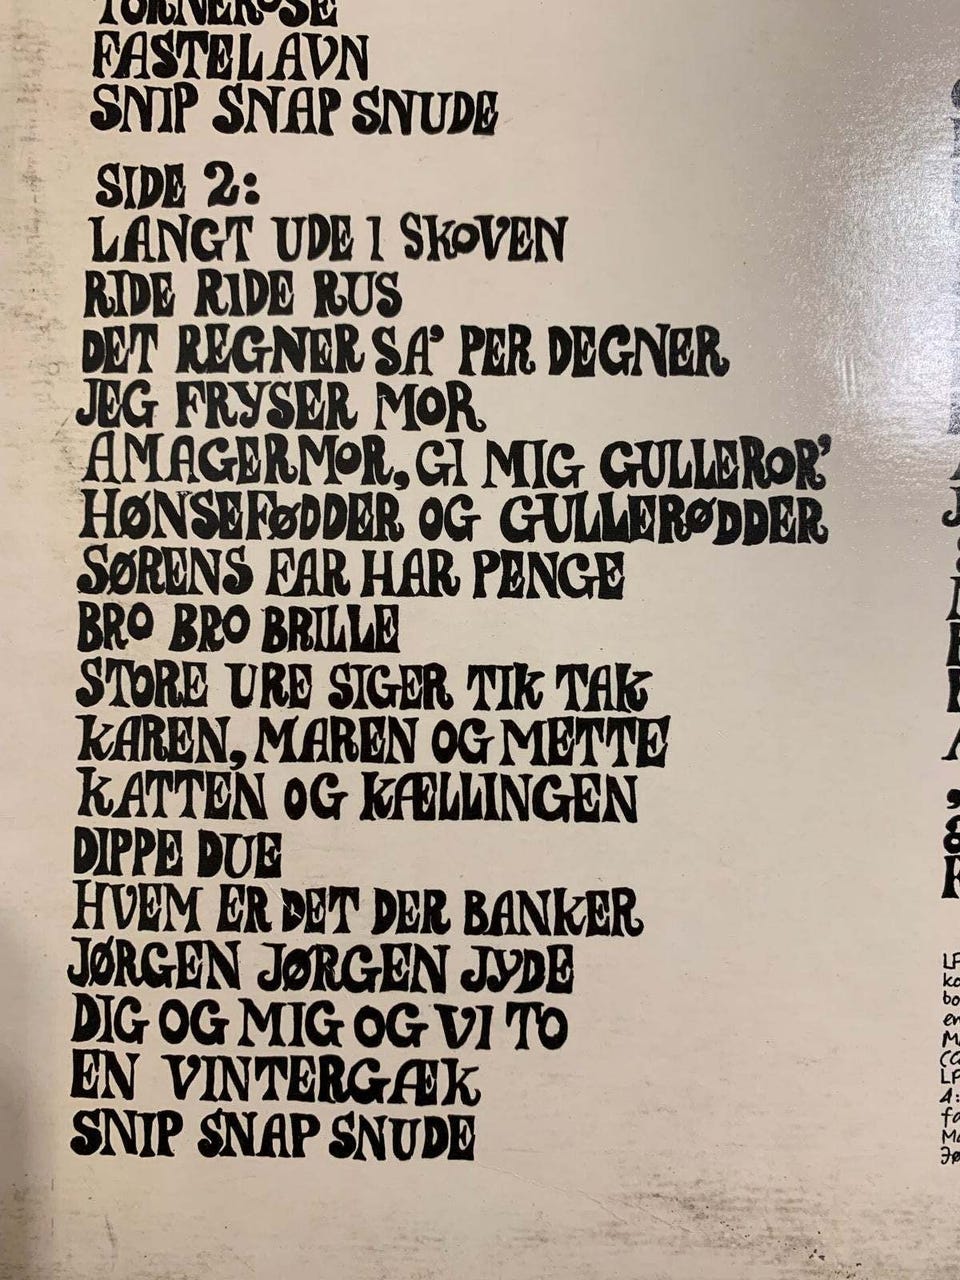 TORNEROSE
FASTELAVN
SNIP SNAP SNUDE
SIDE 2:
LANGT UDE I SKOVEN
RIDE RIDE RUS
DET REGNER SA' PER DEGNER
JEG FRYSER MOR
AMAGERMOR, GI MIG GULLEROR'
HØNSEFØDDER OG GULLERØDDER
SØRENS FAR HAR PENGE
BRO BRO BRILLE
STORE URE SIGER TIK TAK
KAREN, MAREN OG METTE
KATTEN OG KÆLLINGEN
DIPPE DUE
HVEM ER DET DER BANKER
JØRGEN JØRGEN JYDE
DIG OG MIG OG VI TO
EN VINTERGÆK
SNIP SNAP SNUDE